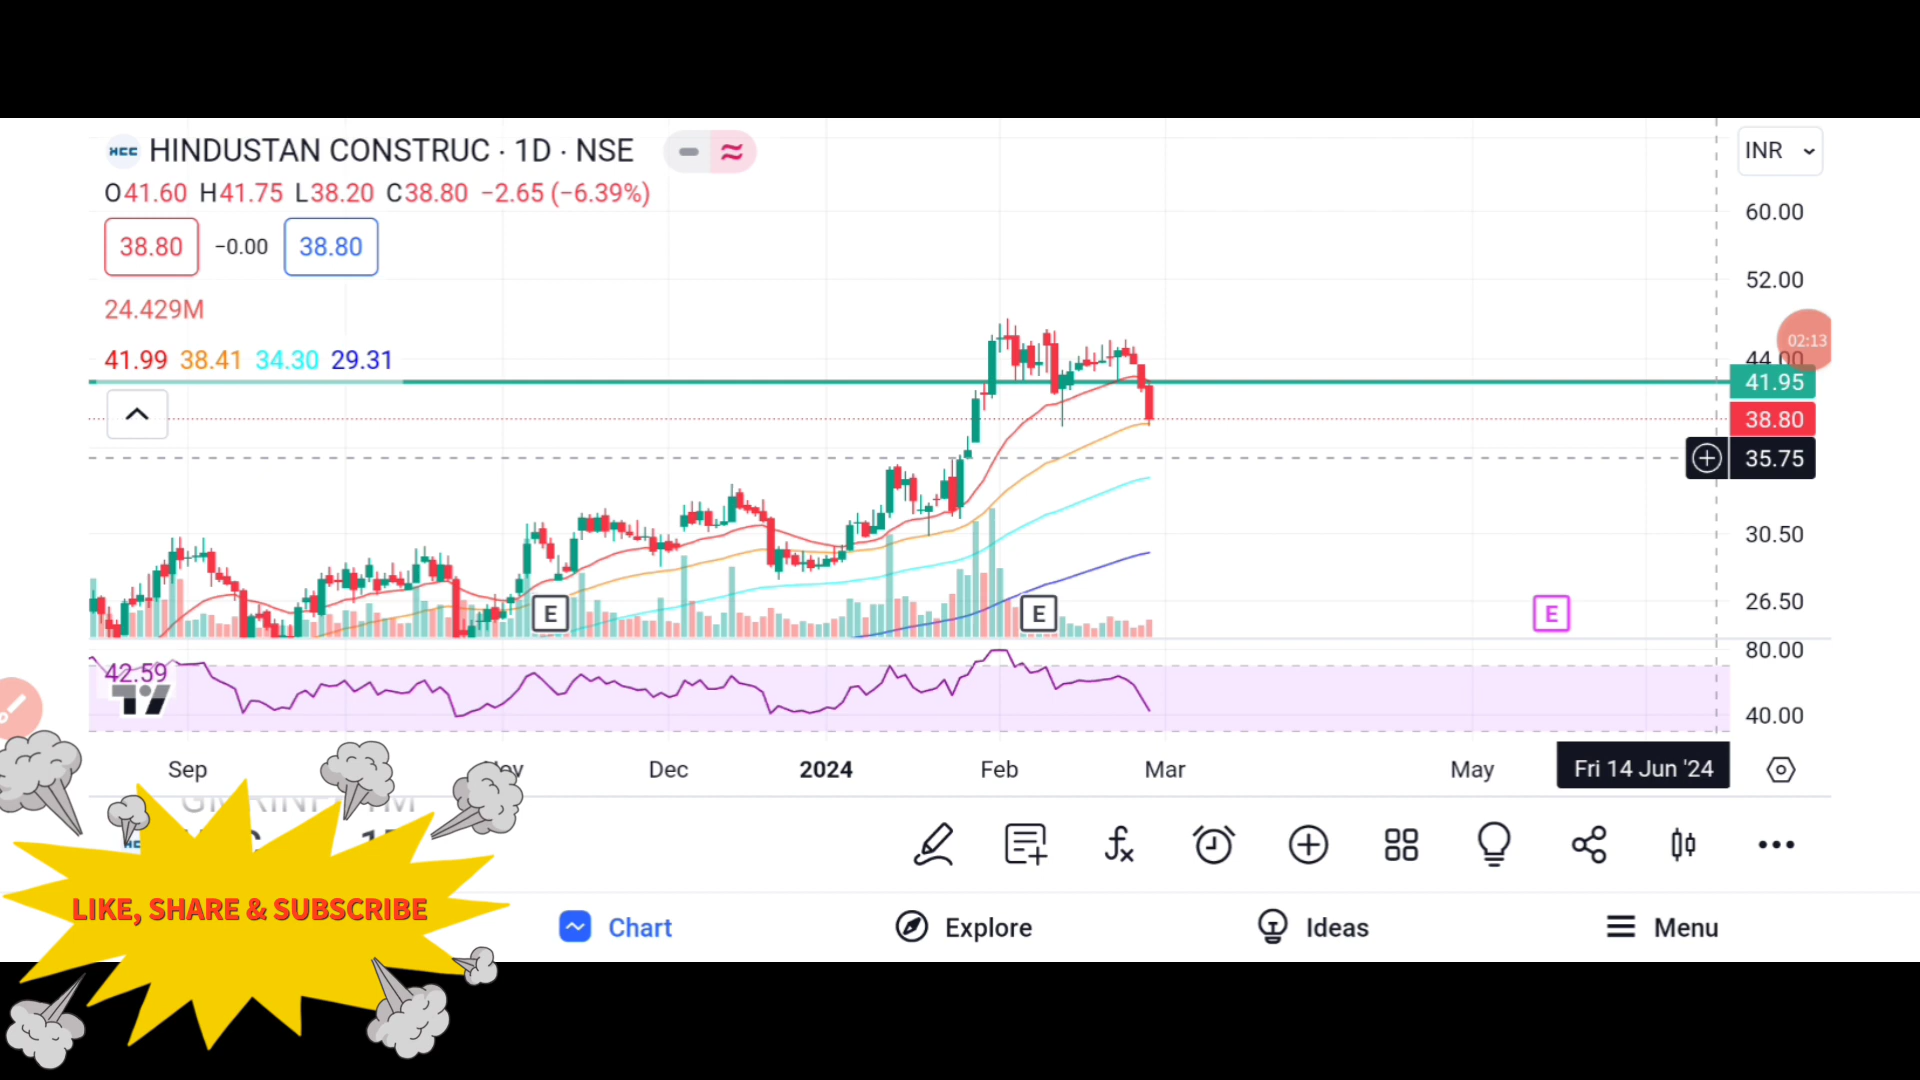 HCC HINDUSTAN CONSTRUC · 1D · NSE
INR
O41.60 H41.75 L38.20 C38.80 −2.65 (−6.39%)
60.00
38.80 −0.00 38.80
52.00
24.429M
02:13
41.99 38.41 34.30 29.31
44.00
41.95
38.80
35.75
30.50
26.50
E E E
80.00
42.59
40.00
Sep Dec 2024 Feb Mar May Fri 14 Jun '24
LIKE, SHARE & SUBSCRIBE
Chart Explore Ideas Menu